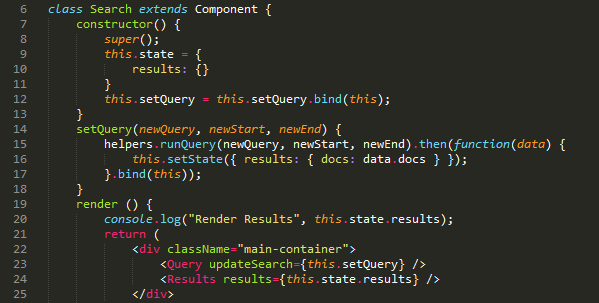 6 class Search extends Component {
7 constructor() {
8 super();
9 this.state = {
10 results: {}
11 }
12 this.setQuery = this.setQuery.bind(this);
13 }
14 setQuery(newQuery, newStart, newEnd) {
15 helpers.runQuery(newQuery, newStart, newEnd).then(function(data) {
16 this.setState({ results: { docs: data.docs } });
17 }.bind(this));
18 }
19 render () {
20 console.log("Render Results", this.state.results);
21 return (
22 <div className="main-container">
23 <Query updateSearch={this.setQuery} />
24 <Results results={this.state.results} />
25 </div>